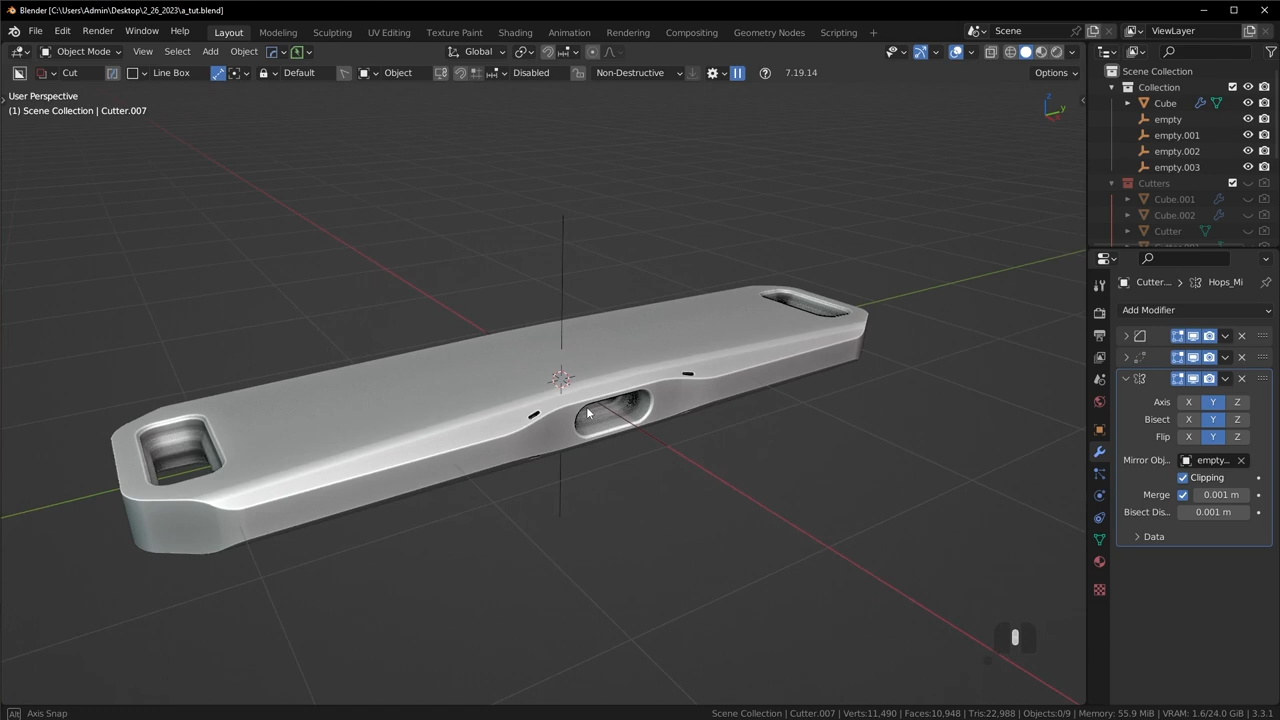 Blender [C:\Users\Admin\Desktop\2_26_2023\a_tut.blend]
File Edit Render Window Help Layout Modeling Sculpting UV Editing Texture Paint Shading Animation Rendering Compositing Geometry Nodes Scripting + Scene ViewLayer
Object Mode View Select Add Object Global
Cut Line Box Default Object Disabled Non-Destructive 7.19.14 Options
User Perspective
(1) Scene Collection | Cutter.007
z
y
Scene Collection
Collection
Cube
empty
empty.001
empty.002
empty.003
Cutters
Cube.001
Cube.002
Cutter
Cutter.... > Hops_Mi
Add Modifier
Axis X Y Z
Bisect X Y Z
Flip X Y Z
Mirror Obj... empty...
Clipping
Merge 0.001 m
Bisect Dis... 0.001 m
Data
Alt Axis Snap
Scene Collection | Cutter.007 | Verts:11,490 | Faces:10,948 | Tris:22,988 | Objects:0/9 | Memory: 55.9 MiB | VRAM: 1.6/24.0 GiB | 3.3.1